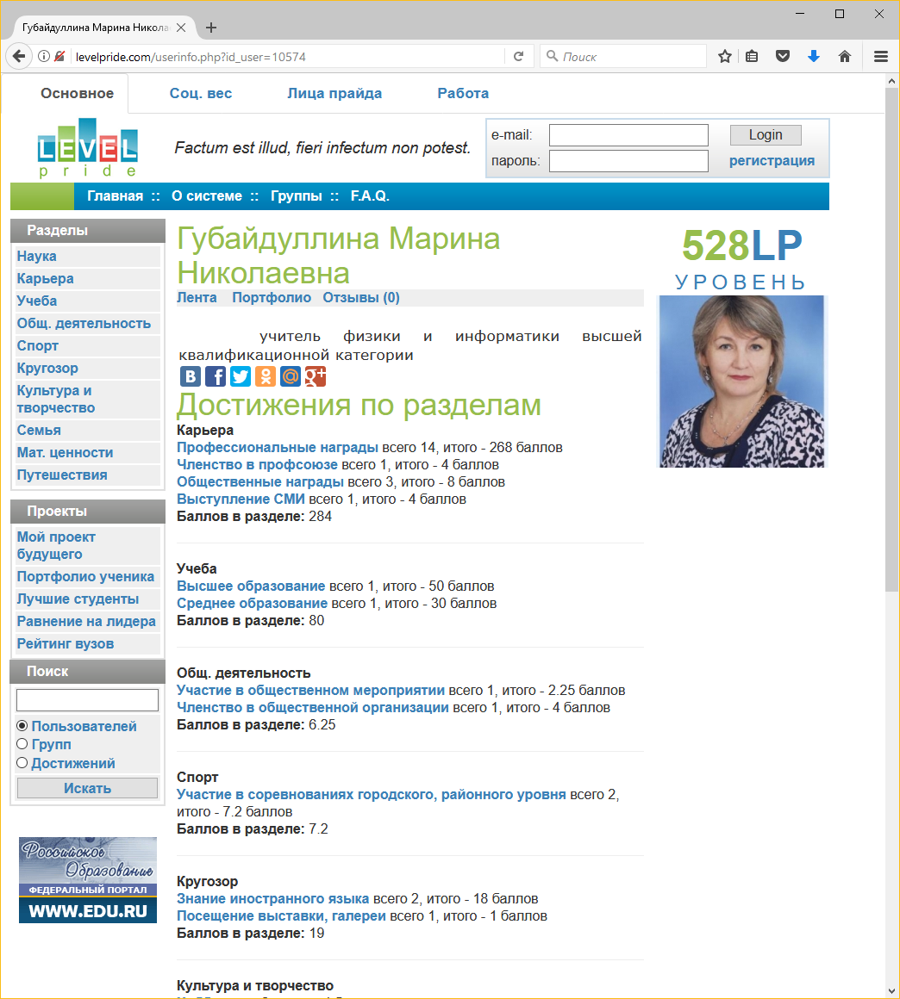 Губайдуллина Марина Никола
levelpride.com/userinfo.php?id_user=10574
Поиск
Основное
Соц. вес
Лица прайда
Работа
LEVEL
pride
Factum est illud, fieri infectum non potest.
e-mail:
Login
пароль:
регистрация
Главная :: О системе :: Группы :: F.A.Q.
Разделы
Наука
Карьера
Учеба
Общ. деятельность
Спорт
Кругозор
Культура и
творчество
Семья
Мат. ценности
Путешествия
Проекты
Мой проект
будущего
Портфолио ученика
Лучшие студенты
Равнение на лидера
Рейтинг вузов
Поиск
Пользователей
Групп
Достижений
Искать
Российское
Образование
ФЕДЕРАЛЬНЫЙ ПОРТАЛ
WWW.EDU.RU
Губайдуллина Марина
Николаевна
Лента Портфолио Отзывы (0)
учитель физики и информатики высшей
квалификационной категории
Достижения по разделам
Карьера
Профессиональные награды всего 14, итого - 268 баллов
Членство в профсоюзе всего 1, итого - 4 баллов
Общественные награды всего 3, итого - 8 баллов
Выступление СМИ всего 1, итого - 4 баллов
Баллов в разделе: 284
Учеба
Высшее образование всего 1, итого - 50 баллов
Среднее образование всего 1, итого - 30 баллов
Баллов в разделе: 80
Общ. деятельность
Участие в общественном мероприятии всего 1, итого - 2.25 баллов
Членство в общественной организации всего 1, итого - 4 баллов
Баллов в разделе: 6.25
Спорт
Участие в соревнованиях городского, районного уровня всего 2,
итого - 7.2 баллов
Баллов в разделе: 7.2
Кругозор
Знание иностранного языка всего 2, итого - 18 баллов
Посещение выставки, галереи всего 1, итого - 1 баллов
Баллов в разделе: 19
Культура и творчество
528LP
УРОВЕНЬ